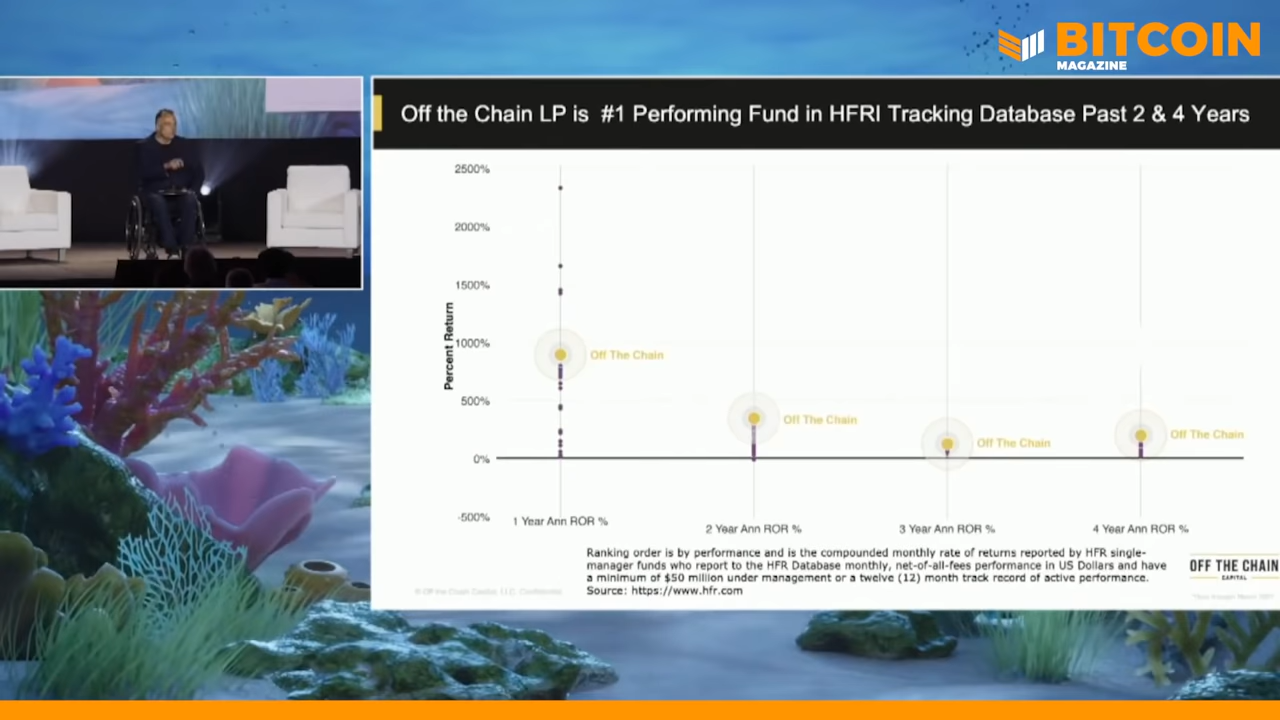 BITCOIN
MAGAZINE
Off the Chain LP is #1 Performing Fund in HFRI Tracking Database Past 2 & 4 Years
Percent Return
2500%
2000%
1500%
1000%
500%
0%
-500%
Off The Chain
Off The Chain
Off The Chain
Off The Chain
1 Year Ann ROR %
2 Year Ann ROR %
3 Year Ann ROR %
4 Year Ann ROR %
Ranking order is by performance and is the compounded monthly rate of returns reported by HFR single-
manager funds who report to the HFR Database monthly, net-of-all-fees performance in US Dollars and have
a minimum of $50 million under management or a twelve (12) month track record of active performance.
Source: https://www.hfr.com
OFF THE CHAIN
CAPITAL
© Off the Chain Capital, LLC. Confidential